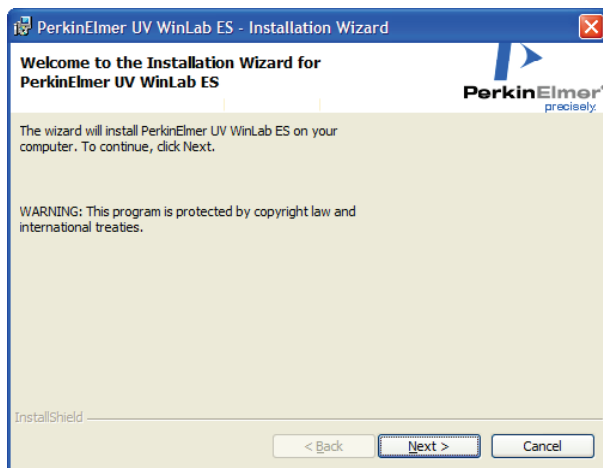 PerkinElmer UV WinLab ES - Installation Wizard
Welcome to the Installation Wizard for
PerkinElmer UV WinLab ES
PerkinElmer®
precisely.
The wizard will install PerkinElmer UV WinLab ES on your
computer. To continue, click Next.
WARNING: This program is protected by copyright law and
international treaties.
InstallShield
< Back
Next >
Cancel